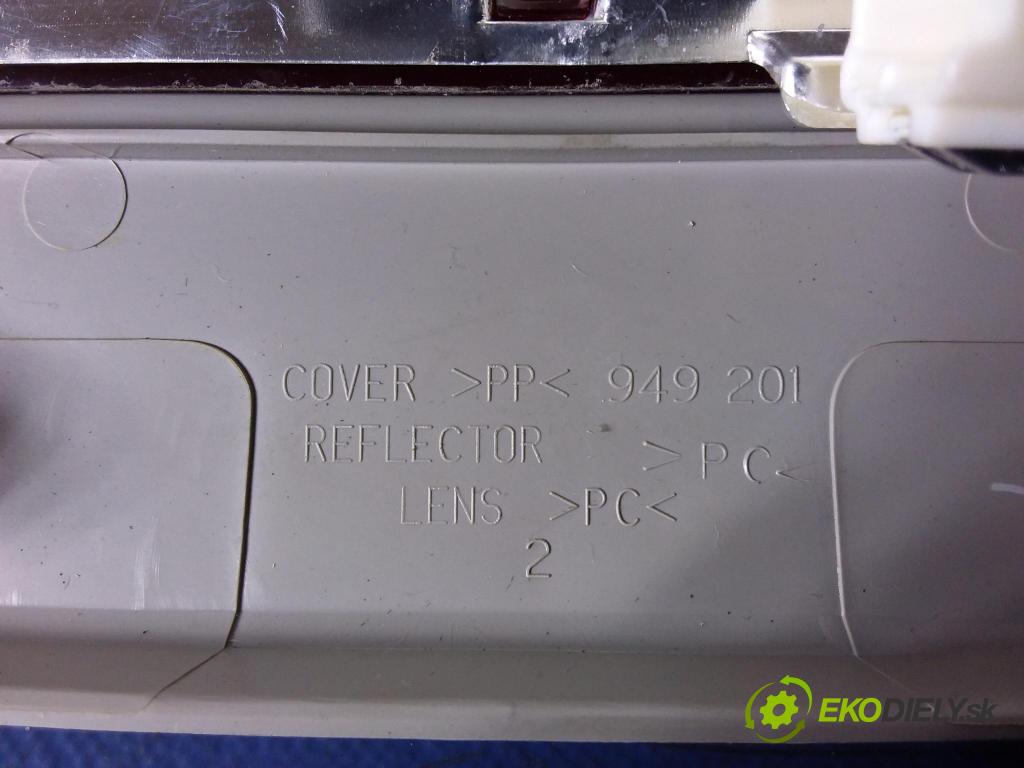 COVER >PP< 949 201
REFLECTOR >PC<
LENS >PC<
2
EKODIELY.sk